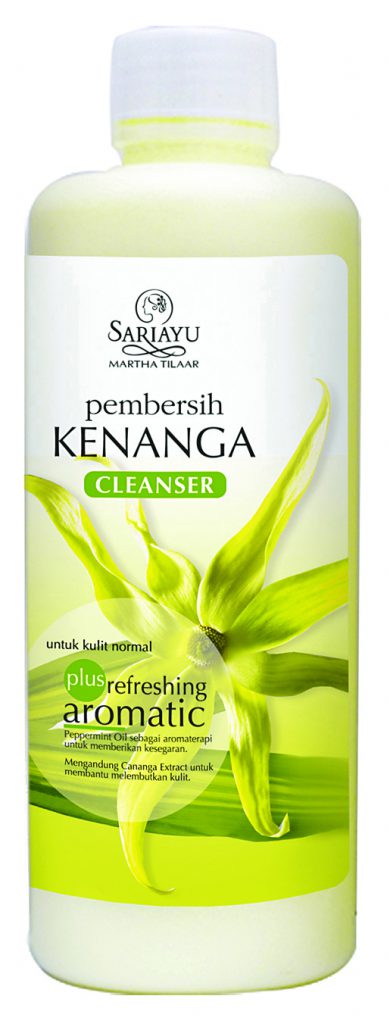 SARIAYU
MARTHA TILAAR
pembersih
KENANGA
CLEANSER
untuk kulit normal
plus refreshing
aromatic
Peppermint Oil sebagai aromaterapi
untuk memberikan kesegaran.
Mengandung Cananga Extract untuk
membantu melembutkan kulit.